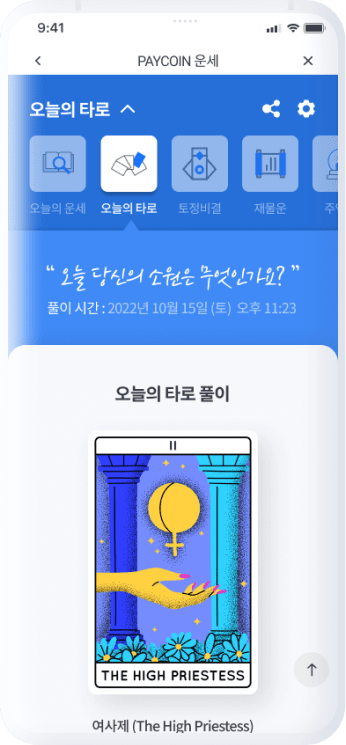 9:41
PAYCOIN 운세
오늘의 타로
오늘의 운세 오늘의 타로 토정비결 재물운
“ 오늘 당신의 소원은 무엇인가요? ”
풀이 시간 : 2022년 10월 15일 (토) 오후 11:23
오늘의 타로 풀이
II
THE HIGH PRIESTESS
여사제 (The High Priestess)